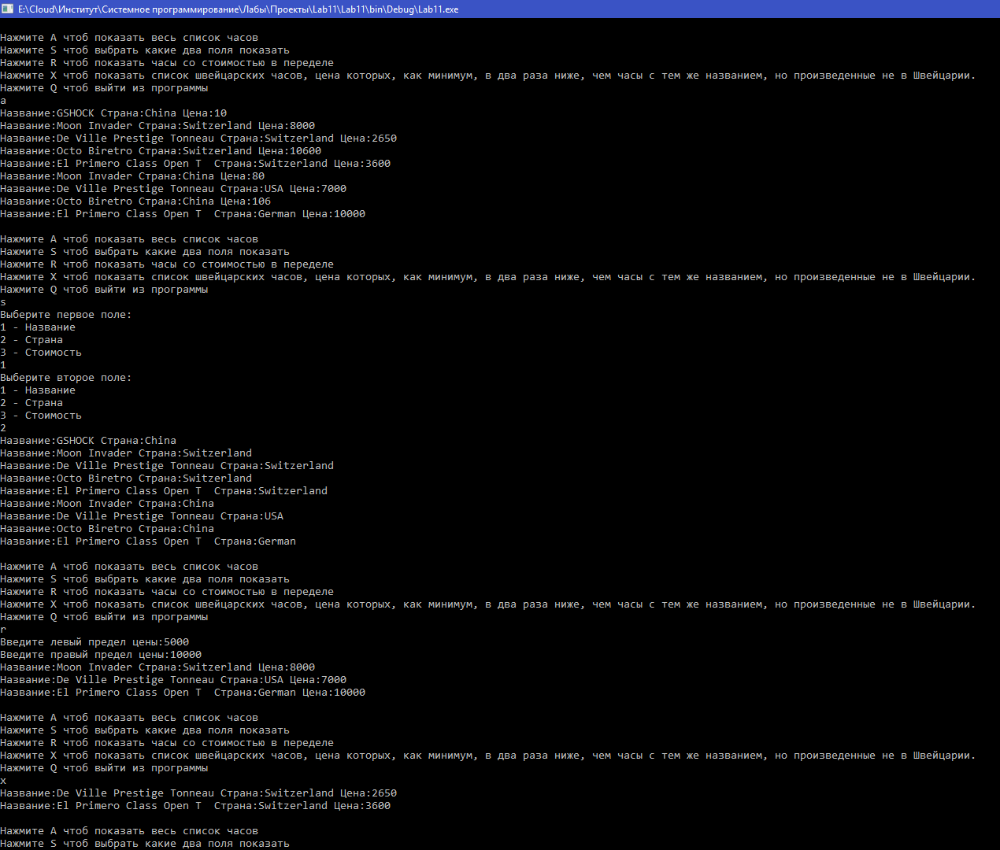 E:\Cloud\Институт\Системное программирование\Лабы\Проекты\Lab11\Lab11\bin\Debug\Lab11.exe
Нажмите A чтоб показать весь список часов
Нажмите S чтоб выбрать какие два поля показать
Нажмите R чтоб показать часы со стоимостью в переделе
Нажмите X чтоб показать список швейцарских часов, цена которых, как минимум, в два раза ниже, чем часы с тем же названием, но произведенные не в Швейцарии.
Нажмите Q чтоб выйти из программы
a
Название:GSHOCK Страна:China Цена:10
Название:Moon Invader Страна:Switzerland Цена:8000
Название:De Ville Prestige Tonneau Страна:Switzerland Цена:2650
Название:Octo Biretro Страна:Switzerland Цена:10600
Название:El Primero Class Open T  Страна:Switzerland Цена:3600
Название:Moon Invader Страна:China Цена:80
Название:De Ville Prestige Tonneau Страна:USA Цена:7000
Название:Octo Biretro Страна:China Цена:106
Название:El Primero Class Open T  Страна:German Цена:10000
Нажмите A чтоб показать весь список часов
Нажмите S чтоб выбрать какие два поля показать
Нажмите R чтоб показать часы со стоимостью в переделе
Нажмите X чтоб показать список швейцарских часов, цена которых, как минимум, в два раза ниже, чем часы с тем же названием, но произведенные не в Швейцарии.
Нажмите Q чтоб выйти из программы
s
Выберите первое поле:
1 - Название
2 - Страна
3 - Стоимость
1
Выберите второе поле:
1 - Название
2 - Страна
3 - Стоимость
2
Название:GSHOCK Страна:China
Название:Moon Invader Страна:Switzerland
Название:De Ville Prestige Tonneau Страна:Switzerland
Название:Octo Biretro Страна:Switzerland
Название:El Primero Class Open T  Страна:Switzerland
Название:Moon Invader Страна:China
Название:De Ville Prestige Tonneau Страна:USA
Название:Octo Biretro Страна:China
Название:El Primero Class Open T  Страна:German
Нажмите A чтоб показать весь список часов
Нажмите S чтоб выбрать какие два поля показать
Нажмите R чтоб показать часы со стоимостью в переделе
Нажмите X чтоб показать список швейцарских часов, цена которых, как минимум, в два раза ниже, чем часы с тем же названием, но произведенные не в Швейцарии.
Нажмите Q чтоб выйти из программы
r
Введите левый предел цены:5000
Введите правый предел цены:10000
Название:Moon Invader Страна:Switzerland Цена:8000
Название:De Ville Prestige Tonneau Страна:USA Цена:7000
Название:El Primero Class Open T  Страна:German Цена:10000
Нажмите A чтоб показать весь список часов
Нажмите S чтоб выбрать какие два поля показать
Нажмите R чтоб показать часы со стоимостью в переделе
Нажмите X чтоб показать список швейцарских часов, цена которых, как минимум, в два раза ниже, чем часы с тем же названием, но произведенные не в Швейцарии.
Нажмите Q чтоб выйти из программы
x
Название:De Ville Prestige Tonneau Страна:Switzerland Цена:2650
Название:El Primero Class Open T  Страна:Switzerland Цена:3600
Нажмите A чтоб показать весь список часов
Нажмите S чтоб выбрать какие два поля показать